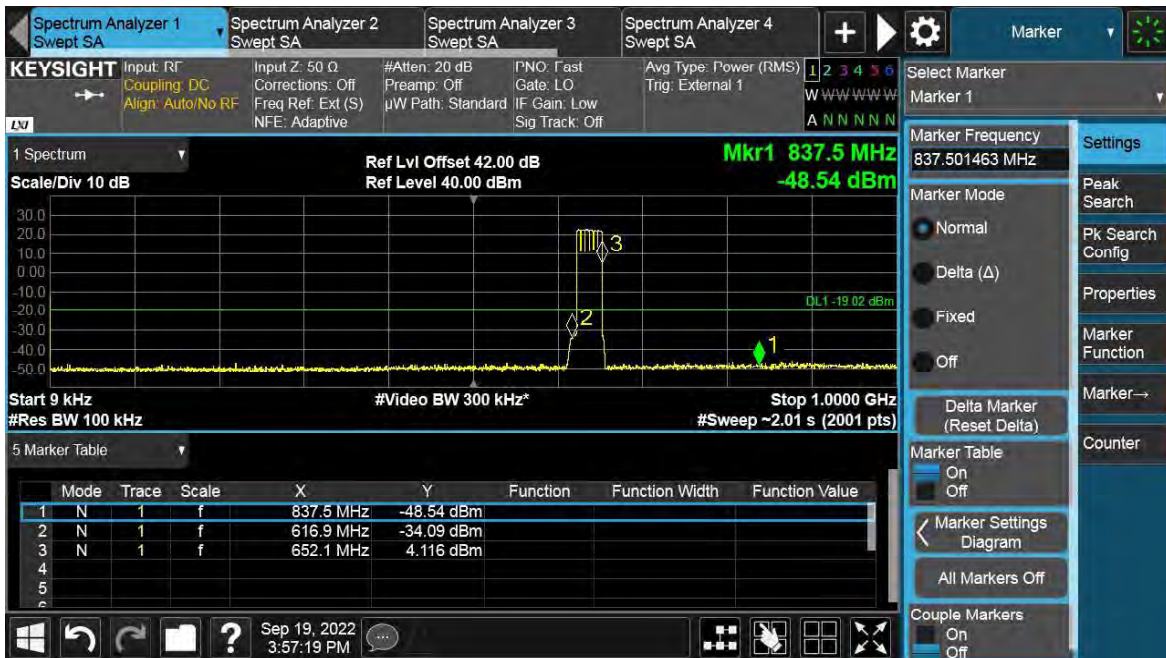 Spectrum Analyzer 1
Swept SA
Spectrum Analyzer 2
Swept SA
Spectrum Analyzer 3
Swept SA
Spectrum Analyzer 4
Swept SA
+
Marker
KEYSIGHT
LXI
Input: RF
Coupling: DC
Align: Auto/No RF
Input Z: 50 Ω
Corrections: Off
Freq Ref: Ext (S)
NFE: Adaptive
#Atten: 20 dB
Preamp: Off
µW Path: Standard
PNO: Fast
Gate: LO
IF Gain: Low
Sig Track: Off
Avg Type: Power (RMS)
Trig: External 1
1 2 3 4 5 6
W W W W W W
A N N N N N
Select Marker
Marker 1
1 Spectrum
Scale/Div 10 dB
Ref Lvl Offset 42.00 dB
Ref Level 40.00 dBm
Mkr1 837.5 MHz
-48.54 dBm
30.0
20.0
10.0
0.00
-10.0
-20.0
-30.0
-40.0
-50.0
3
2
1
DL1 -19.02 dBm
Start 9 kHz
#Res BW 100 kHz
#Video BW 300 kHz*
Stop 1.0000 GHz
#Sweep ~2.01 s (2001 pts)
5 Marker Table
Mode Trace Scale X Y Function Function Width Function Value
1 N 1 f 837.5 MHz -48.54 dBm
2 N 1 f 616.9 MHz -34.09 dBm
3 N 1 f 652.1 MHz 4.116 dBm
4
5
6
?
Sep 19, 2022
3:57:19 PM
Marker Frequency
837.501463 MHz
Marker Mode
Normal
Delta (Δ)
Fixed
Off
Delta Marker
(Reset Delta)
Marker Table
On
Off
Marker Settings
Diagram
All Markers Off
Couple Markers
On
Off
Settings
Peak
Search
Pk Search
Config
Properties
Marker
Function
Marker→
Counter